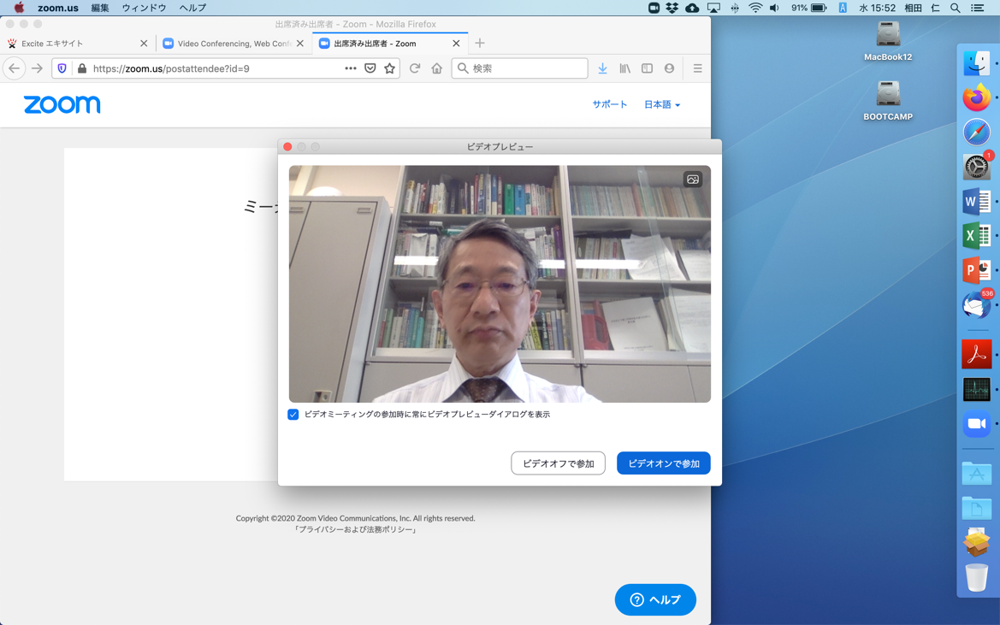 zoom.us 編集 ウィンドウ ヘルプ 91% A 水 15:52 相田 仁
出席済み出席者 - Zoom - Mozilla Firefox
Excite エキサイト
Video Conferencing, Web Conf
出席済み出席者 - Zoom
https://zoom.us/postattendee?id=9
検索
zoom
サポート 日本語
ミー
ビデオプレビュー
ビデオミーティングの参加時に常にビデオプレビューダイアログを表示
ビデオオフで参加 ビデオオンで参加
Copyright ©2020 Zoom Video Communications, Inc. All rights reserved.
「プライバシーおよび法務ポリシー」
ヘルプ
MacBook12
BOOTCAMP
1
W
X
P
536